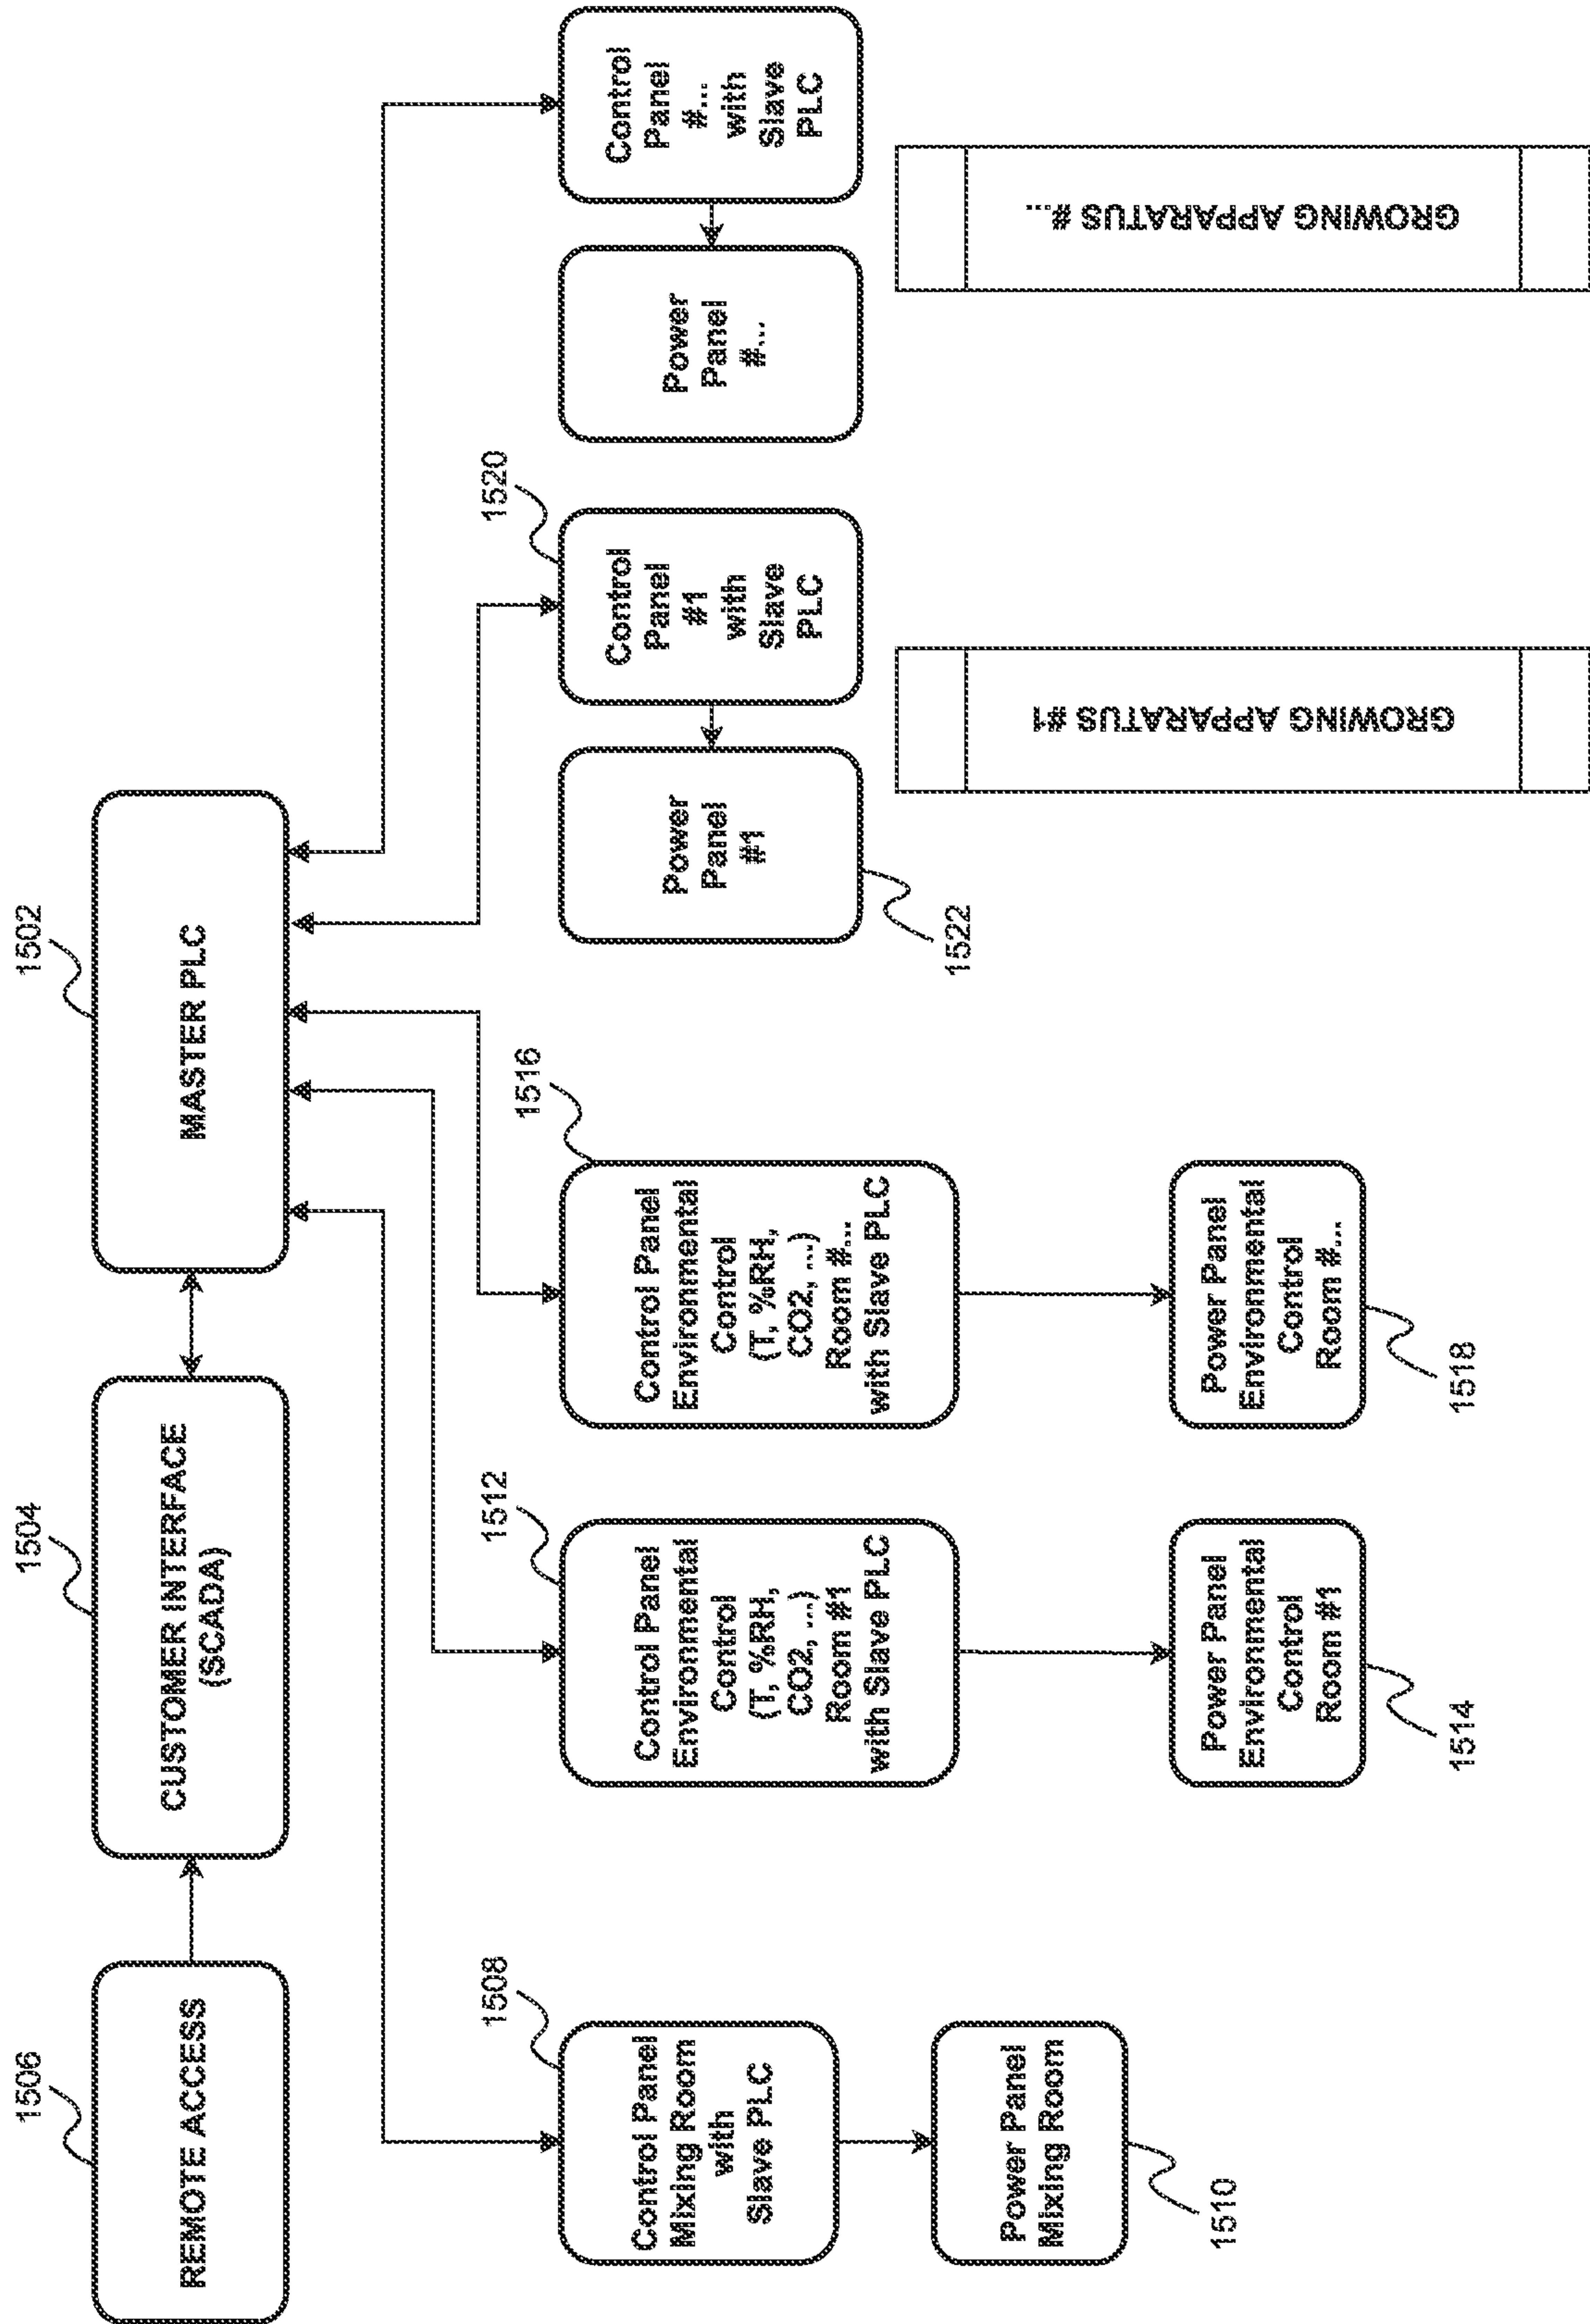 1506
REMOTE ACCESS
1504
CUSTOMER INTERFACE
(SCADA)
1502
MASTER PLC
1508
Control Panel
Mixing Room
with
Slave PLC
Power Panel
Mixing Room
1510
1512
Control Panel
Environmental
Control
(T, %RH,
CO2, ...)
Room #1
with Slave PLC
Power Panel
Environmental
Control
Room #1
1514
1516
Control Panel
Environmental
Control
(T, %RH,
CO2, ...)
Room #...
with Slave PLC
Power Panel
Environmental
Control
Room #...
1518
Power
Panel
#1
1522
1520
Control
Panel
#1
with
Slave
PLC
GROWING APPARATUS #1
Power
Panel
#...
Control
Panel
#...
with
Slave
PLC
GROWING APPARATUS #...